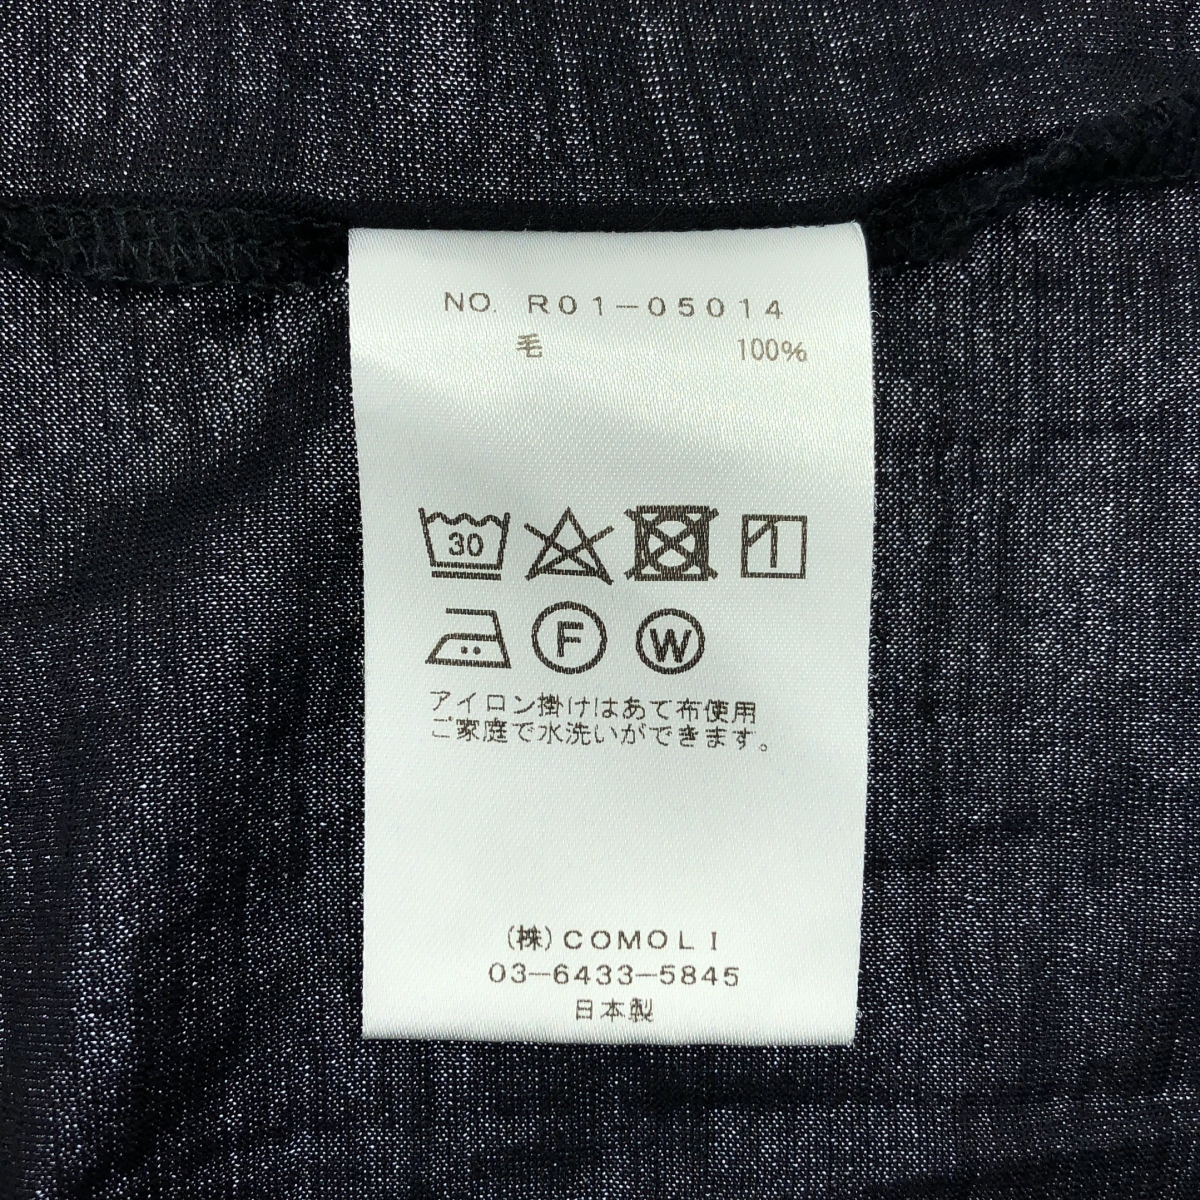 NO. R01-05014
毛 100%
30
F W
アイロン掛けはあて布使用
ご家庭で水洗いができます。
(株)COMOLI
03-6433-5845
日本製